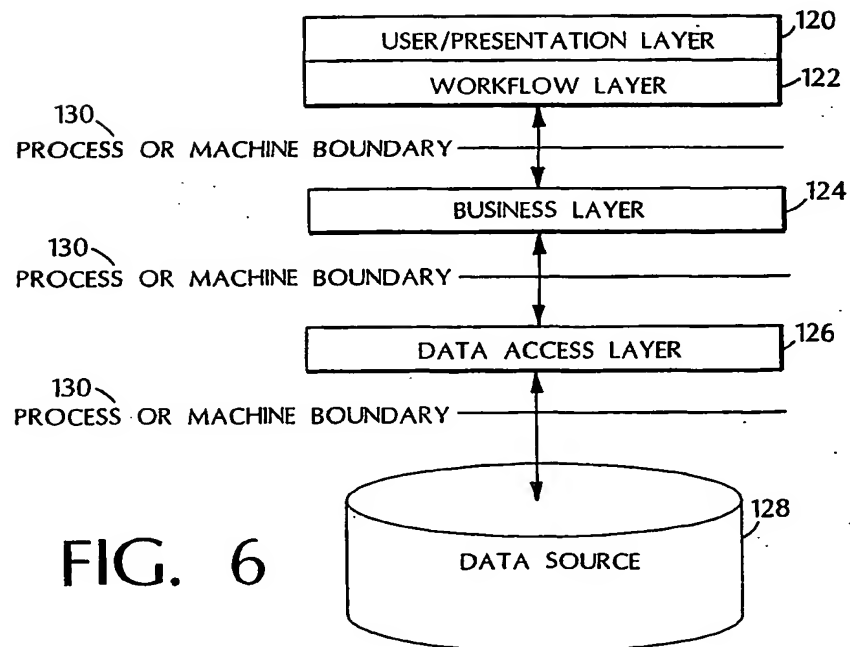 USER/PRESENTATION LAYER
120
WORKFLOW LAYER
122
130
PROCESS OR MACHINE BOUNDARY
BUSINESS LAYER
124
130
PROCESS OR MACHINE BOUNDARY
DATA ACCESS LAYER
126
130
PROCESS OR MACHINE BOUNDARY
DATA SOURCE
128
FIG. 6